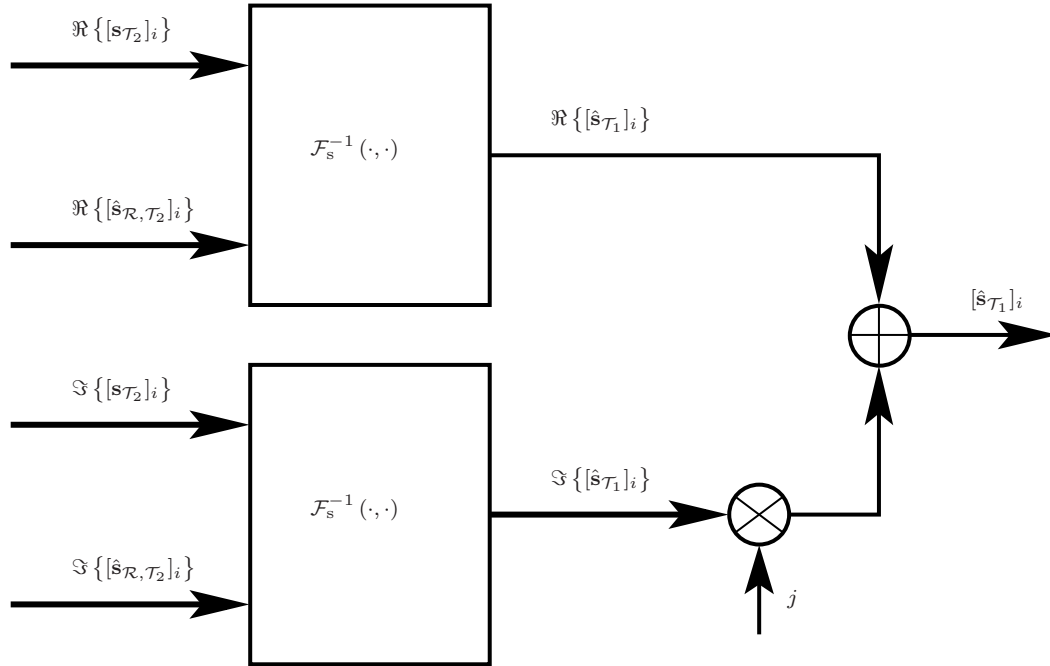 ℜ{[𝐬_{𝒯₂}]_i}
ℜ{[ŝ_{𝒯₁}]_i}
ℱ_s^{-1}(·,·)
ℜ{[ŝ_{ℛ,𝒯₂}]_i}
[ŝ_{𝒯₁}]_i
ℑ{[𝐬_{𝒯₂}]_i}
ℑ{[ŝ_{𝒯₁}]_i}
ℱ_s^{-1}(·,·)
ℑ{[ŝ_{ℛ,𝒯₂}]_i}
j